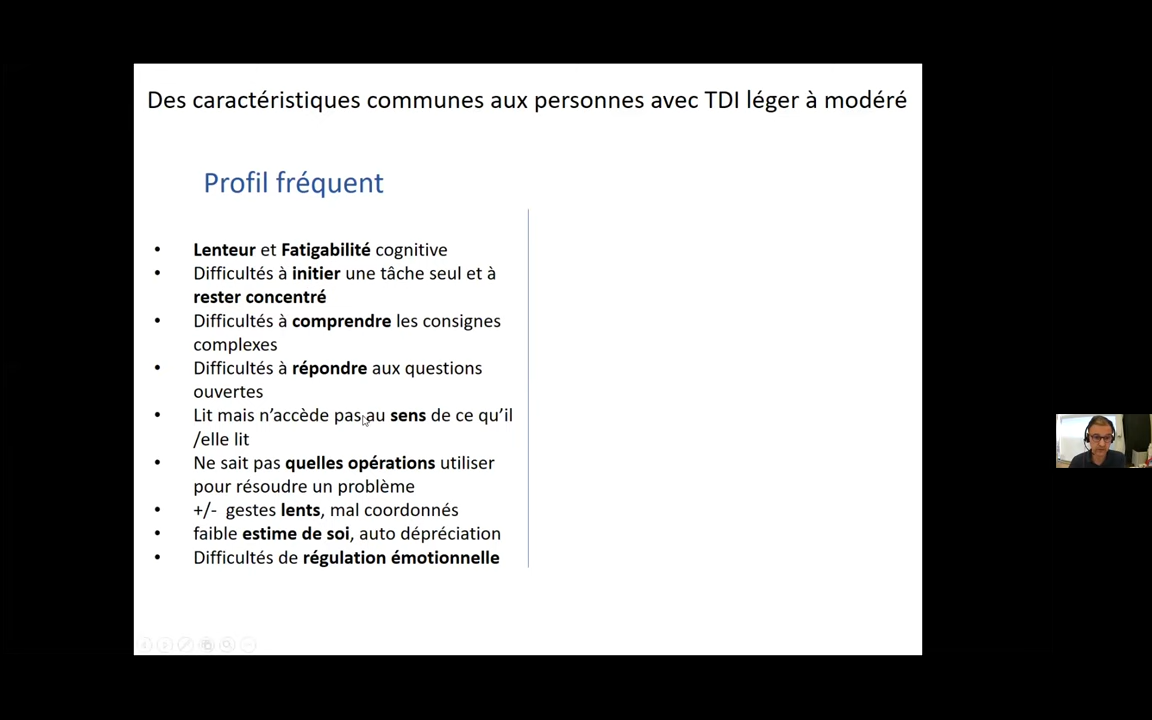 Des caractéristiques communes aux personnes avec TDI léger à modéré
Profil fréquent
• Lenteur et Fatigabilité cognitive
• Difficultés à initier une tâche seul et à
rester concentré
• Difficultés à comprendre les consignes
complexes
• Difficultés à répondre aux questions
ouvertes
• Lit mais n’accède pas au sens de ce qu’il
/elle lit
• Ne sait pas quelles opérations utiliser
pour résoudre un problème
• +/- gestes lents, mal coordonnés
• faible estime de soi, auto dépréciation
• Difficultés de régulation émotionnelle